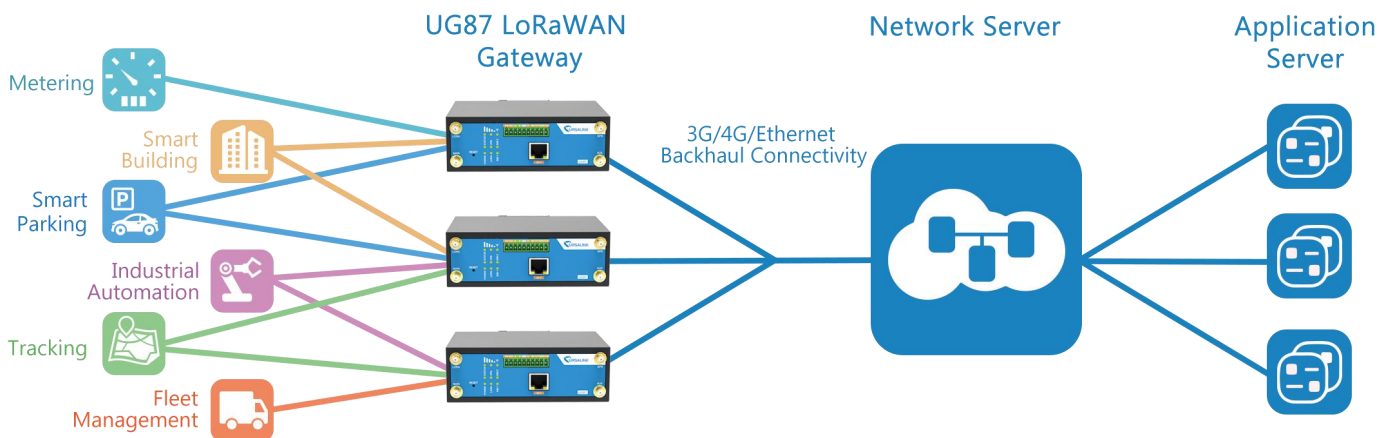 UG87 LoRaWAN
Gateway
Network Server
Application
Server
Metering
Smart
Building
Smart
Parking
Industrial
Automation
Tracking
Fleet
Management
3G/4G/Ethernet
Backhaul Connectivity
P